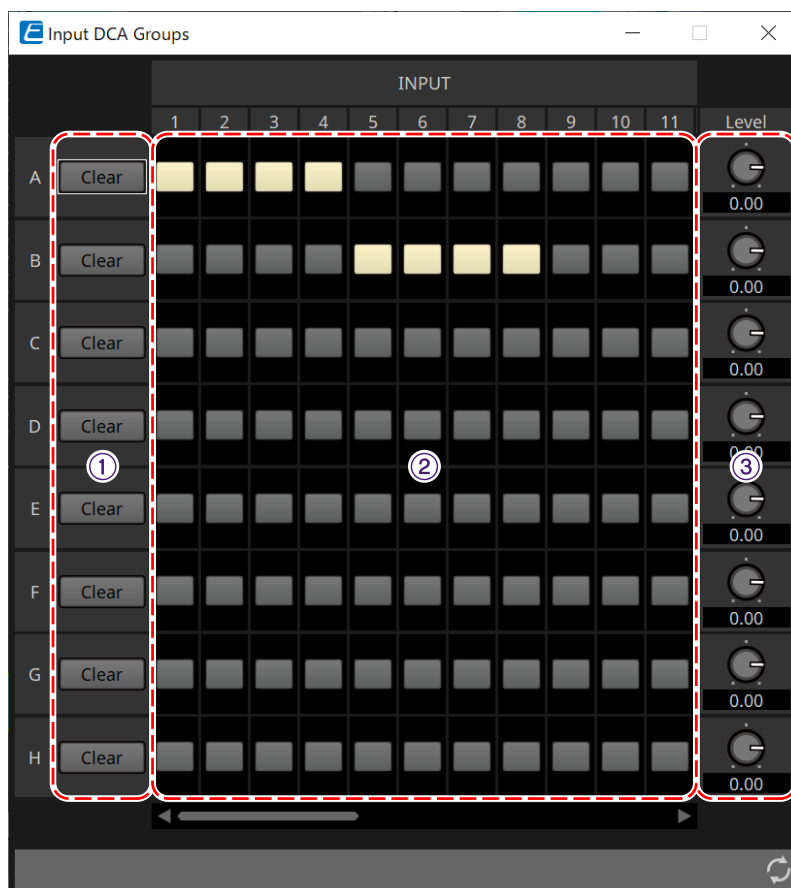 E Input DCA Groups
INPUT
1 2 3 4 5 6 7 8 9 10 11 Level
A Clear 0.00
B Clear 0.00
C Clear 0.00
D Clear
① ② ③
E Clear 0.00
F Clear 0.00
G Clear 0.00
H Clear 0.00